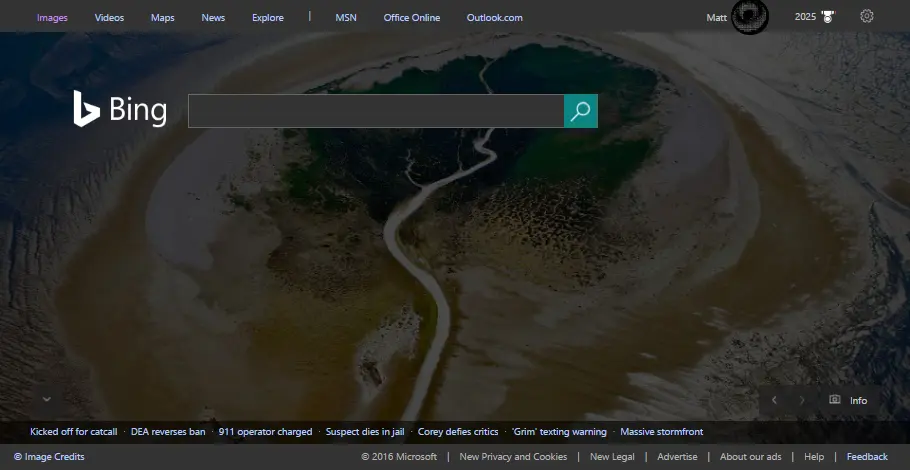 Images Videos Maps News Explore | MSN Office Online Outlook.com Matt 2025
Bing
Info
Kicked off for catcall · DEA reverses ban · 911 operator charged · Suspect dies in jail · Corey defies critics · 'Grim' texting warning · Massive stormfront
© Image Credits © 2016 Microsoft | New Privacy and Cookies | New Legal | Advertise | About our ads | Help | Feedback